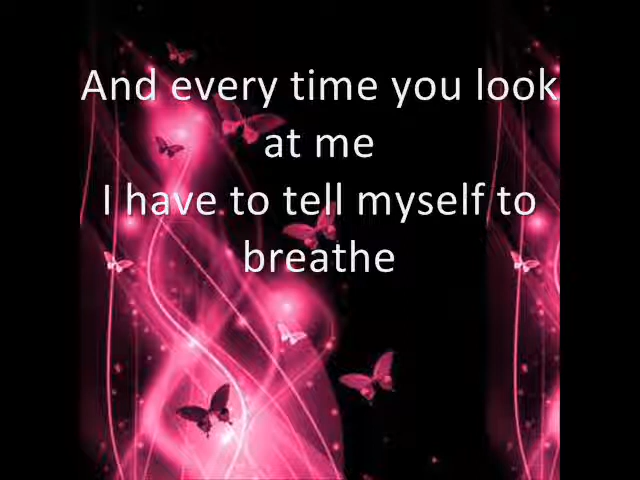 And every time you look
at me
I have to tell myself to
breathe